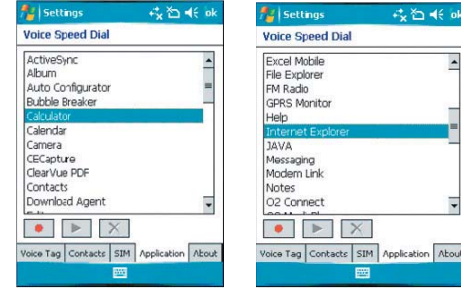 Settings
ok
Voice Speed Dial
ActiveSync
Album
Auto Configurator
Bubble Breaker
Calculator
Calendar
Camera
CECapture
ClearVue PDF
Contacts
Download Agent
Voice Tag Contacts SIM Application About
Settings
ok
Voice Speed Dial
Excel Mobile
File Explorer
FM Radio
GPRS Monitor
Help
Internet Explorer
JAVA
Messaging
Modem Link
Notes
O2 Connect
Voice Tag Contacts SIM Application About